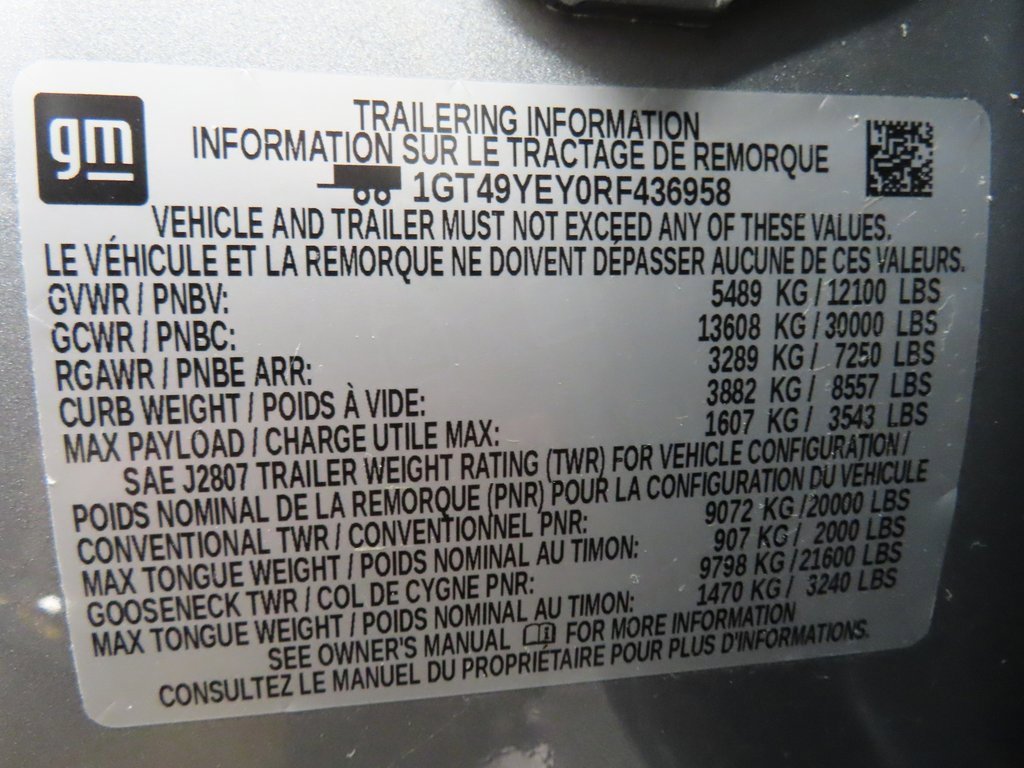 gm
TRAILERING INFORMATION
INFORMATION SUR LE TRACTAGE DE REMORQUE
1GT49YEY0RF436958
VEHICLE AND TRAILER MUST NOT EXCEED ANY OF THESE VALUES.
LE VÉHICULE ET LA REMORQUE NE DOIVENT DÉPASSER AUCUNE DE CES VALEURS.
GVWR / PNBV: 5489 KG / 12100 LBS
GCWR / PNBC: 13608 KG / 30000 LBS
RGAWR / PNBE ARR: 3289 KG / 7250 LBS
CURB WEIGHT / POIDS À VIDE: 3882 KG / 8557 LBS
MAX PAYLOAD / CHARGE UTILE MAX: 1607 KG / 3543 LBS
SAE J2807 TRAILER WEIGHT RATING (TWR) FOR VEHICLE CONFIGURATION /
POIDS NOMINAL DE LA REMORQUE (PNR) POUR LA CONFIGURATION DU VÉHICULE
CONVENTIONAL TWR / CONVENTIONNEL PNR: 9072 KG / 20000 LBS
MAX TONGUE WEIGHT / POIDS NOMINAL AU TIMON: 907 KG / 2000 LBS
GOOSENECK TWR / COL DE CYGNE PNR: 9798 KG / 21600 LBS
MAX TONGUE WEIGHT / POIDS NOMINAL AU TIMON: 1470 KG / 3240 LBS
SEE OWNER'S MANUAL FOR MORE INFORMATION
CONSULTEZ LE MANUEL DU PROPRIÉTAIRE POUR PLUS D'INFORMATIONS.